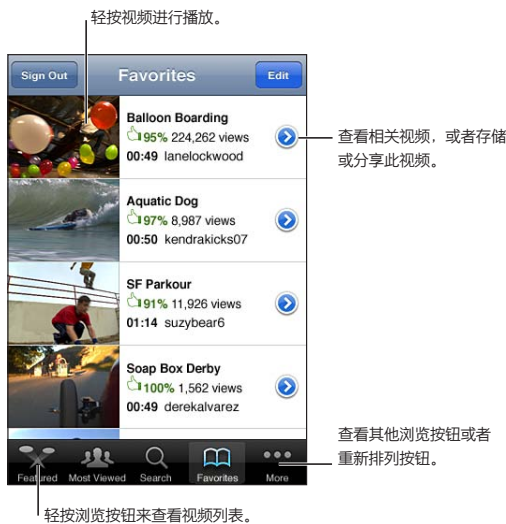 轻按视频进行播放。
Sign Out
Favorites
Edit
Balloon Boarding
95% 224,262 views
00:49 lanelockwood
查看相关视频，或者存储
或分享此视频。
Aquatic Dog
97% 8,987 views
00:50 kendrakicks07
SF Parkour
91% 11,926 views
01:14 suzybear6
Soap Box Derby
100% 1,562 views
00:49 derekalvarez
查看其他浏览按钮或者
重新排列按钮。
Featured
Most Viewed
Search
Favorites
More
轻按浏览按钮来查看视频列表。